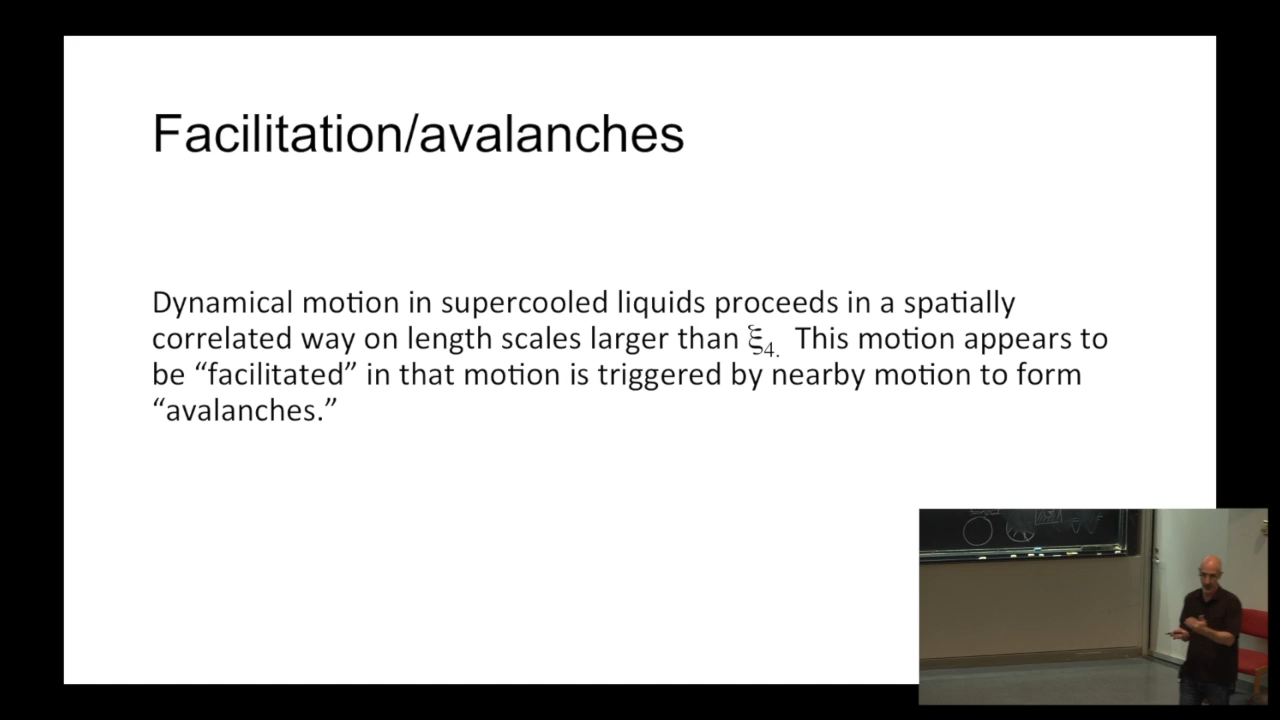 Facilitation/avalanches
Dynamical motion in supercooled liquids proceeds in a spatially
correlated way on length scales larger than ξ₄. This motion appears to
be “facilitated” in that motion is triggered by nearby motion to form
“avalanches.”